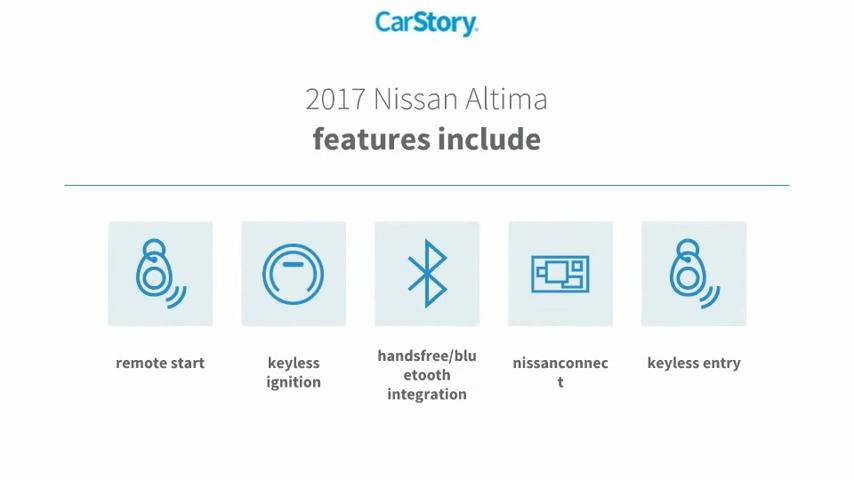 CarStory.
2017 Nissan Altima
features include
remote start
keyless
ignition
handsfree/blu
etooth
integration
nissanconnec
t
keyless entry